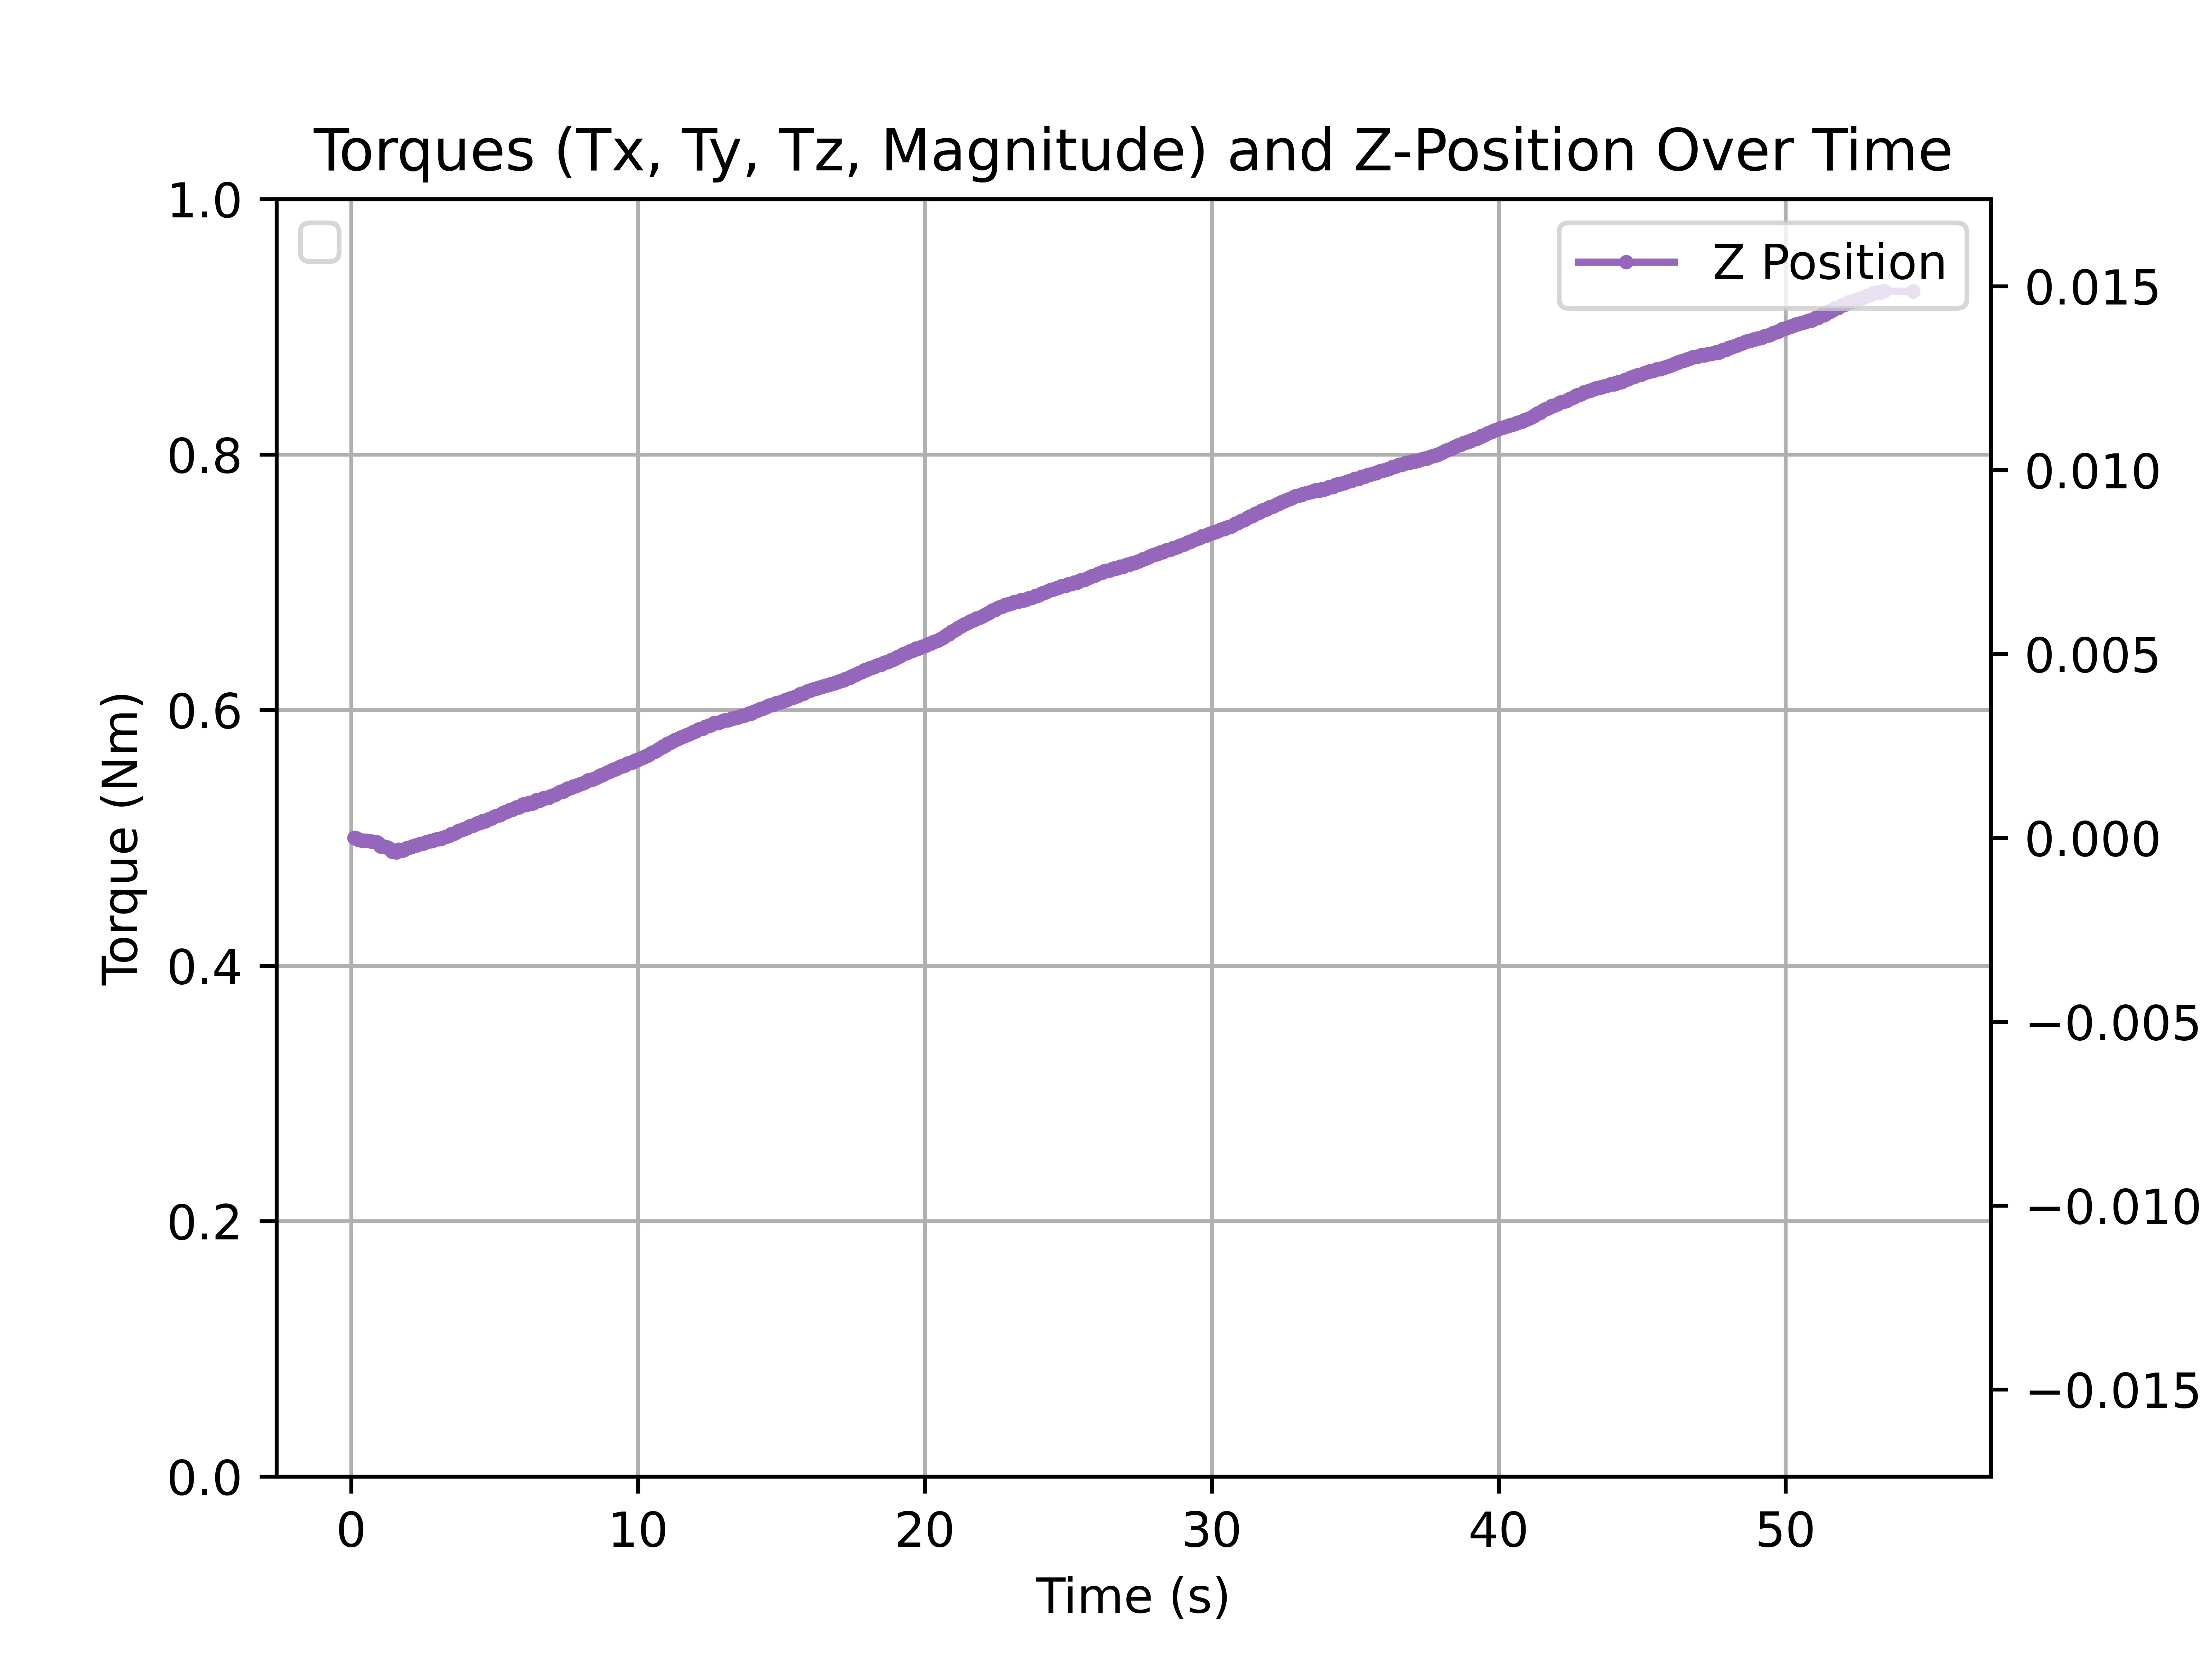 Torques (Tx, Ty, Tz, Magnitude) and Z-Position Over Time
Z Position
Torque (Nm)
1.0
0.8
0.6
0.4
0.2
0.0
0.015
0.010
0.005
0.000
−0.005
−0.010
−0.015
0 10 20 30 40 50
Time (s)